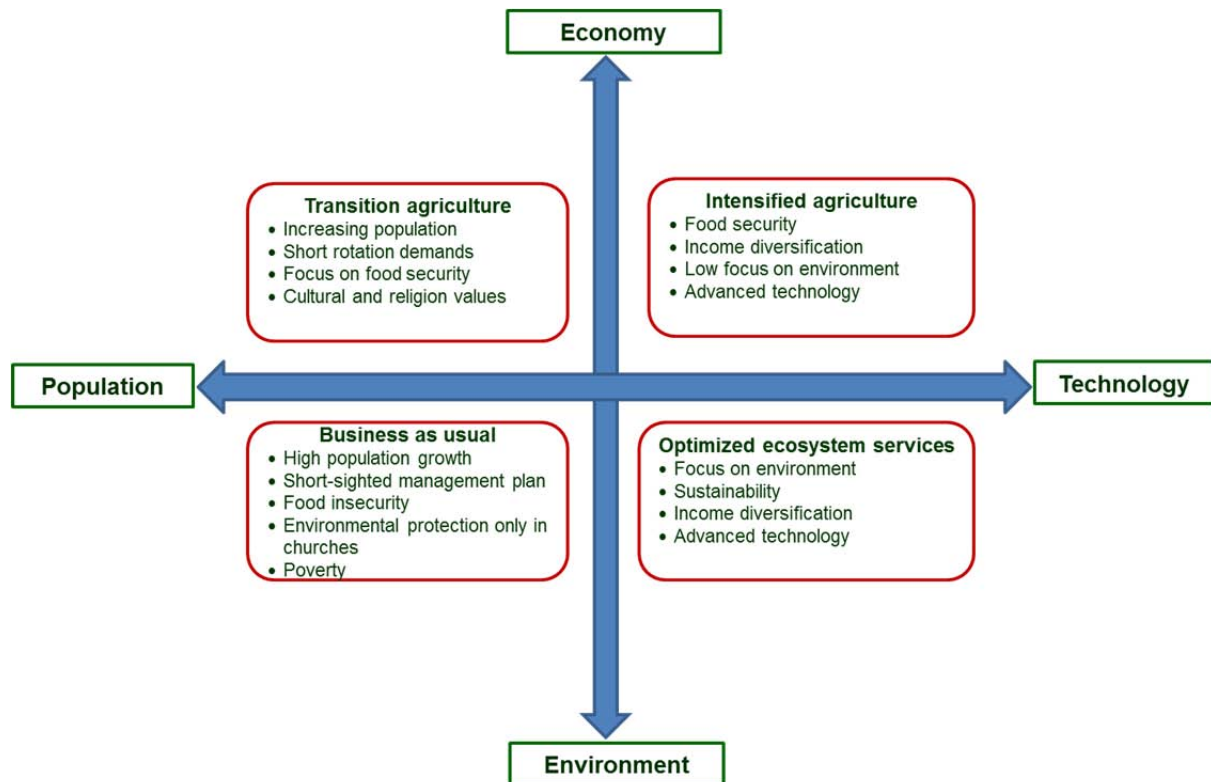 Economy
Transition agriculture
• Increasing population
• Short rotation demands
• Focus on food security
• Cultural and religion values
Intensified agriculture
• Food security
• Income diversification
• Low focus on environment
• Advanced technology
Population
Technology
Business as usual
• High population growth
• Short-sighted management plan
• Food insecurity
• Environmental protection only in
churches
• Poverty
Optimized ecosystem services
• Focus on environment
• Sustainability
• Income diversification
• Advanced technology
Environment